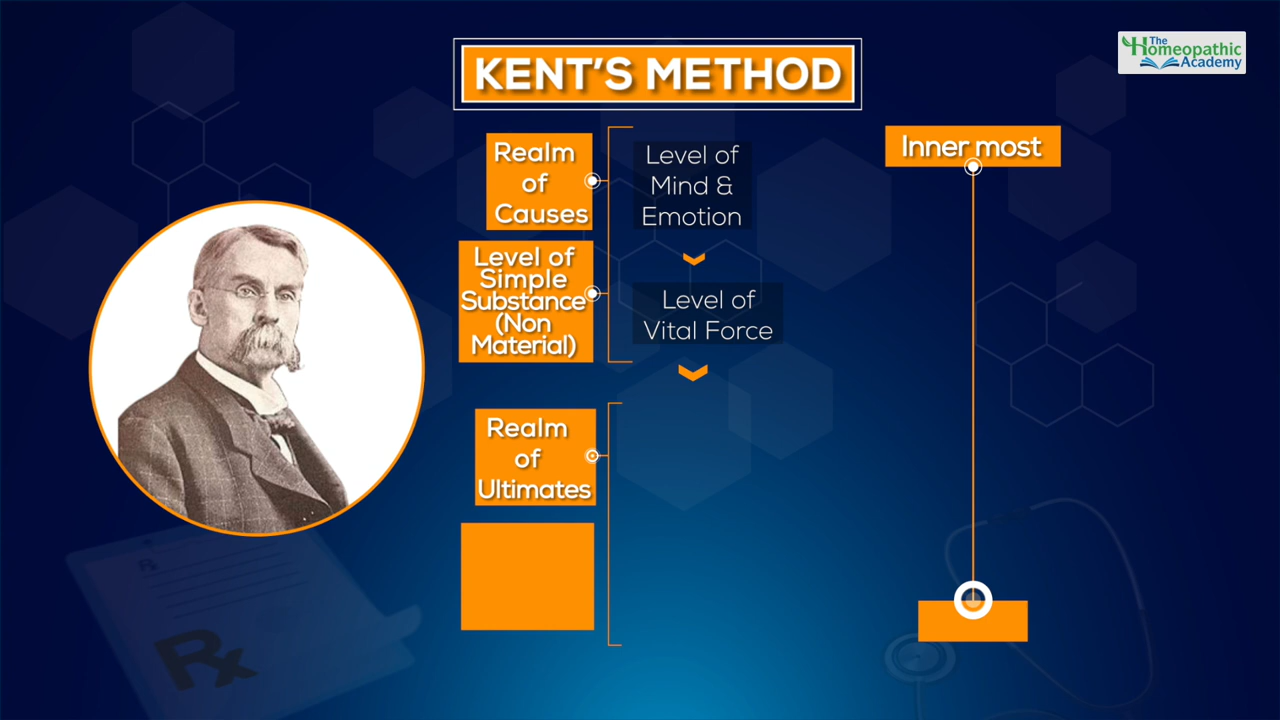 The
Homeopathic
Academy
KENT'S METHOD
Realm
of
Causes
Level of
Mind &
Emotion
Inner most
Level of
Simple
Substance
(Non
Material)
Level of
Vital Force
Realm
of
Ultimates
Rx
Rx